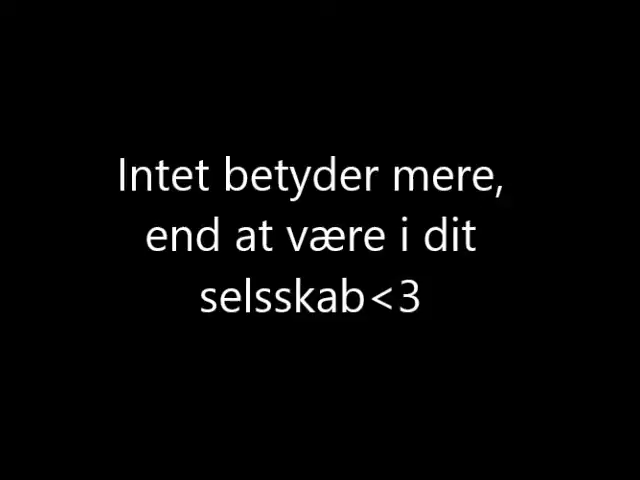 Intet betyder mere,
end at være i dit
selsskab<3